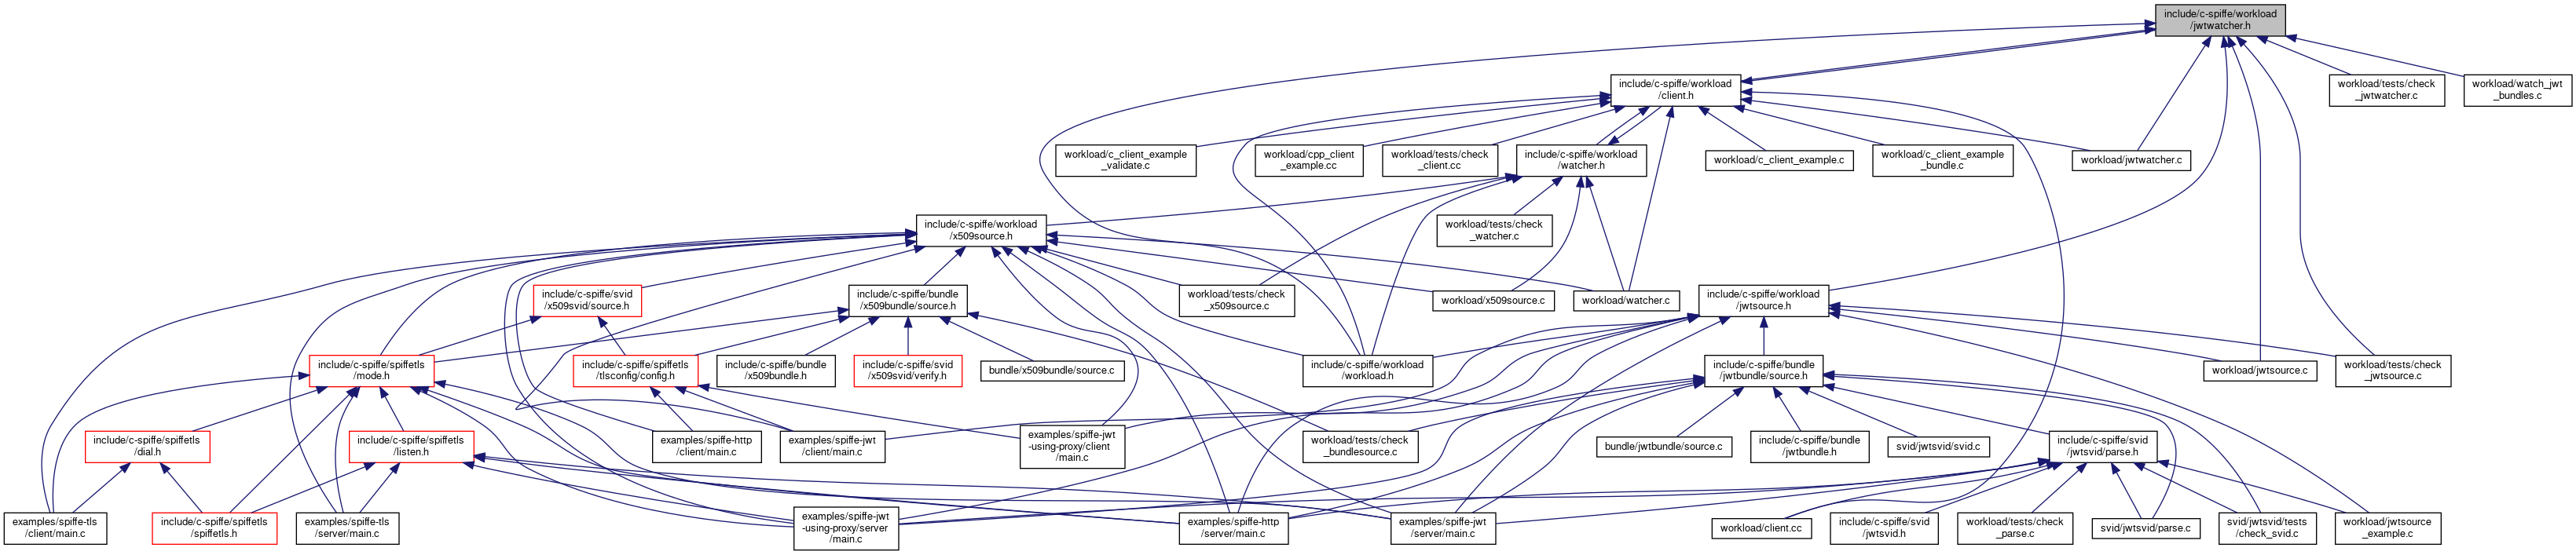 include/c-spiffe/workload
/jwtwatcher.h
include/c-spiffe/workload
/client.h
workload/tests/check
_jwtwatcher.c
workload/watch_jwt
_bundles.c
workload/c_client_example
_validate.c
workload/cpp_client
_example.cc
workload/tests/check
_client.cc
include/c-spiffe/workload
/watcher.h
workload/c_client_example.c
workload/c_client_example
_bundle.c
workload/jwtwatcher.c
include/c-spiffe/workload
/x509source.h
workload/tests/check
_watcher.c
include/c-spiffe/svid
/x509svid/source.h
include/c-spiffe/bundle
/x509bundle/source.h
workload/tests/check
_x509source.c
workload/x509source.c
workload/watcher.c
include/c-spiffe/workload
/jwtsource.h
include/c-spiffe/spiffetls
/mode.h
include/c-spiffe/spiffetls
/tlsconfig/config.h
include/c-spiffe/bundle
/x509bundle.h
include/c-spiffe/svid
/x509svid/verify.h
bundle/x509bundle/source.c
include/c-spiffe/workload
/workload.h
include/c-spiffe/bundle
/jwtbundle/source.h
workload/jwtsource.c
workload/tests/check
_jwtsource.c
include/c-spiffe/spiffetls
/dial.h
include/c-spiffe/spiffetls
/listen.h
examples/spiffe-http
/client/main.c
examples/spiffe-jwt
/client/main.c
examples/spiffe-jwt
-using-proxy/client
/main.c
workload/tests/check
_bundlesource.c
bundle/jwtbundle/source.c
include/c-spiffe/bundle
/jwtbundle.h
svid/jwtsvid/svid.c
include/c-spiffe/svid
/jwtsvid/parse.h
examples/spiffe-tls
/client/main.c
include/c-spiffe/spiffetls
/spiffetls.h
examples/spiffe-tls
/server/main.c
examples/spiffe-jwt
-using-proxy/server
/main.c
examples/spiffe-http
/server/main.c
examples/spiffe-jwt
/server/main.c
workload/client.cc
include/c-spiffe/svid
/jwtsvid.h
workload/tests/check
_parse.c
svid/jwtsvid/parse.c
svid/jwtsvid/tests
/check_svid.c
workload/jwtsource
_example.c